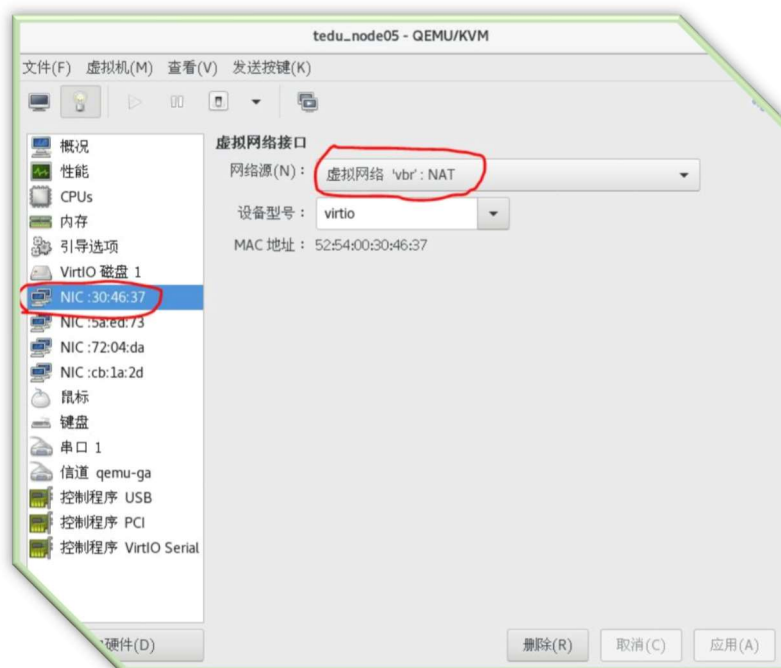 tedu_node05 - QEMU/KVM
文件(F) 虚拟机(M) 查看(V) 发送按键(K)
概况
性能
CPUs
内存
引导选项
VirtIO 磁盘 1
NIC :30:46:37
NIC :5a:ed:73
NIC :72:04:da
NIC :cb:1a:2d
鼠标
键盘
串口 1
信道 qemu-ga
控制程序 USB
控制程序 PCI
控制程序 VirtIO Serial
硬件(D)
虚拟网络接口
网络源(N)： 虚拟网络 'vbr' : NAT
设备型号： virtio
MAC 地址： 52:54:00:30:46:37
删除(R) 取消(C) 应用(A)